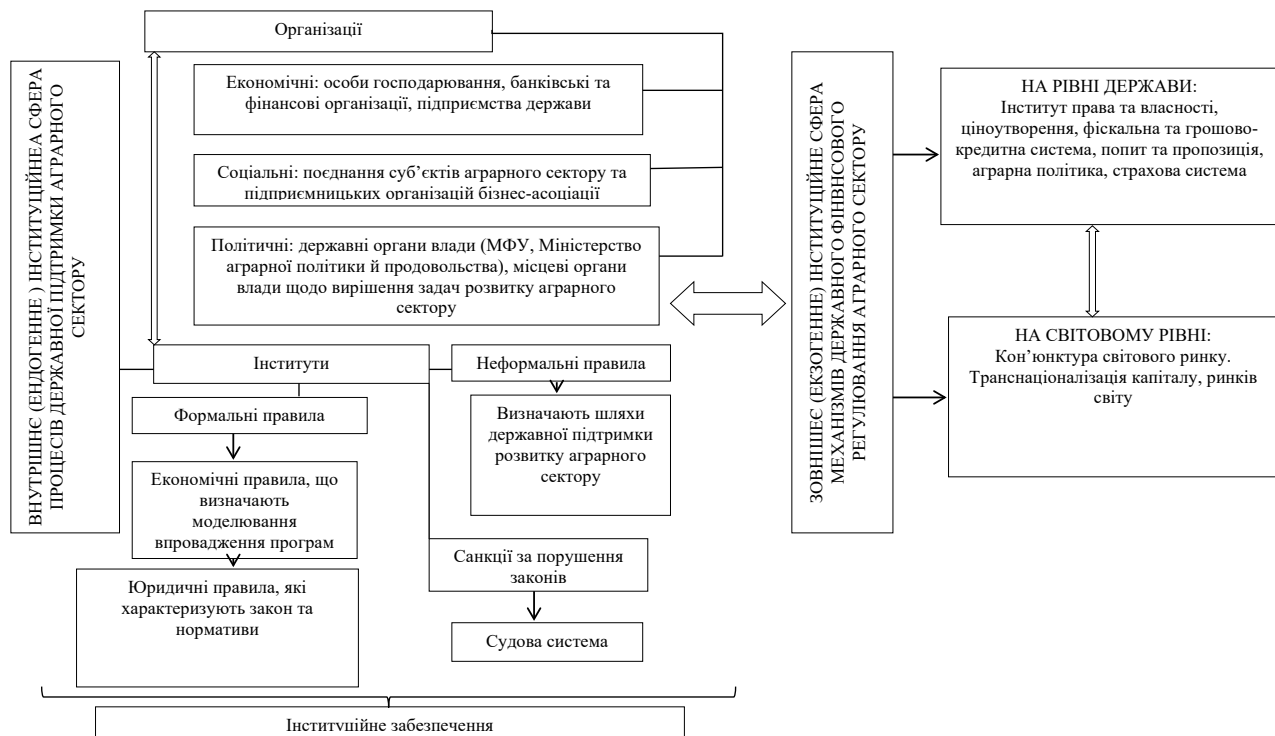 Організації
ВНУТРІШНЄ (ЕНДОГЕННЕ ) ІНСТИТУЦІЙНЕА СФЕРА
ПРОЦЕСІВ ДЕРЖАВНОЇ ПІДТРИМКИ АГРАРНОГО
СЕКТОРУ
Економічні: особи господарювання, банківські та
фінансові організації, підприємства держави
Соціальні: поєднання суб’єктів аграрного сектору та
підприємницьких організацій бізнес-асоціації
Політичні: державні органи влади (МФУ, Міністерство
аграрної політики й продовольства), місцеві органи
влади щодо вирішення задач розвитку аграрного
сектору
Інститути
Неформальні правила
Формальні правила
Визначають шляхи
державної підтримки
розвитку аграрного
сектору
Економічні правила, що
визначають
моделювання
впровадження програм
Санкції за порушення
законів
Юридичні правила, які
характеризують закон та
нормативи
Судова система
Інституційне забезпечення
ЗОВНІШЕЄ (ЕКЗОГЕННЕ) ІНСТИТУЦІЙНЕ СФЕРА
МЕХАНІЗМІВ ДЕРЖАВНОГО ФІНВНСОВОГО
РЕГУЛЮВАННЯ АГРАРНОГО СЕКТОРУ
НА РІВНІ ДЕРЖАВИ:
Інститут права та власності,
ціноутворення, фіскальна та грошово-
кредитна система, попит та пропозиція,
аграрна політика, страхова система
НА СВІТОВОМУ РІВНІ:
Кон’юнктура світового ринку.
Транснаціоналізація капіталу, ринків
світу